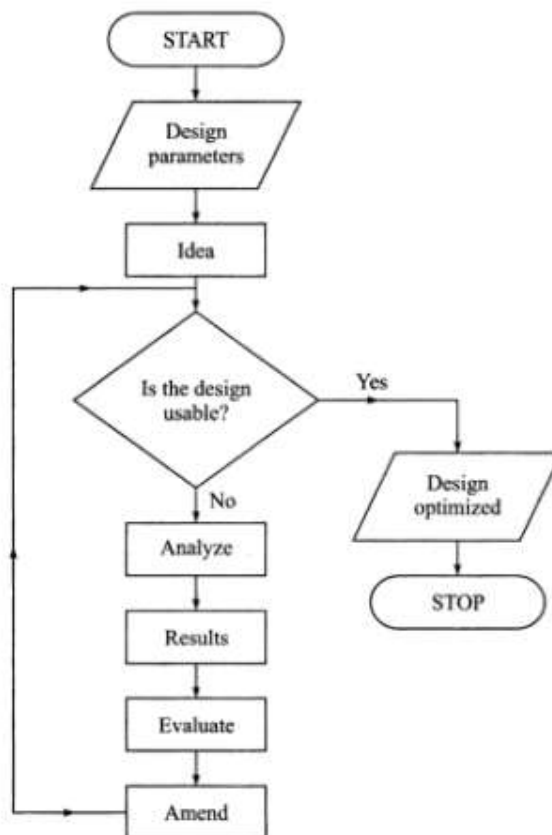 START
Design
parameters
Idea
Is the design
usable?
Yes
No
Design
optimized
Analyze
STOP
Results
Evaluate
Amend